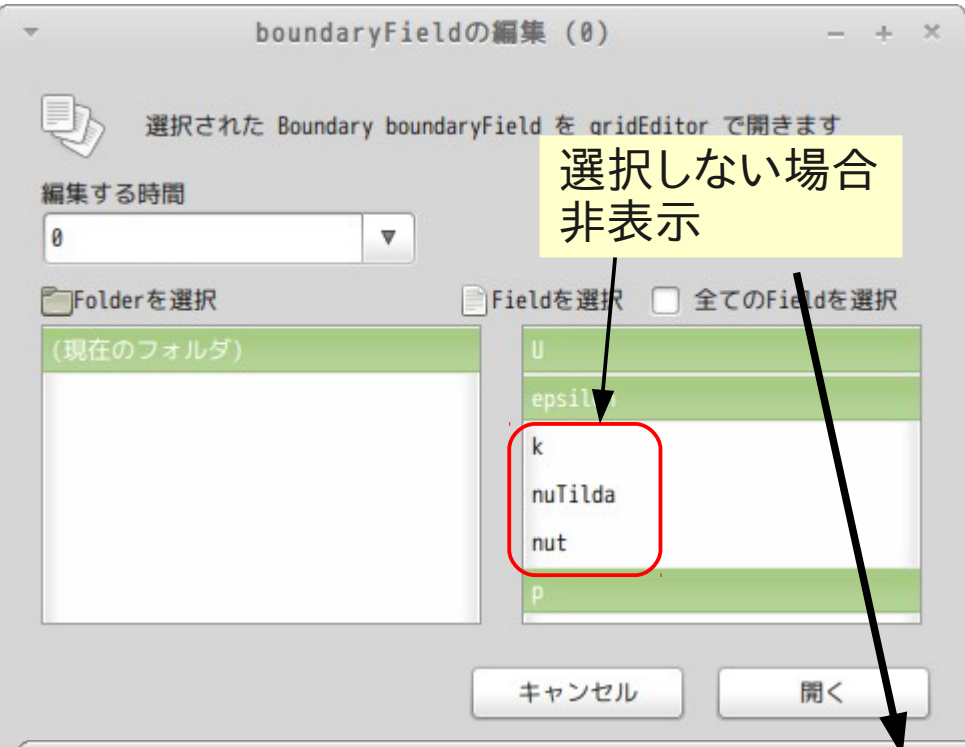 boundaryFieldの編集 (0)
選択された Boundary boundaryField を gridEditor で開きます
選択しない場合
非表示
編集する時間
0
Folderを選択
Fieldを選択 全てのFieldを選択
(現在のフォルダ)
U
k
nuTilda
nut
p
キャンセル 開く